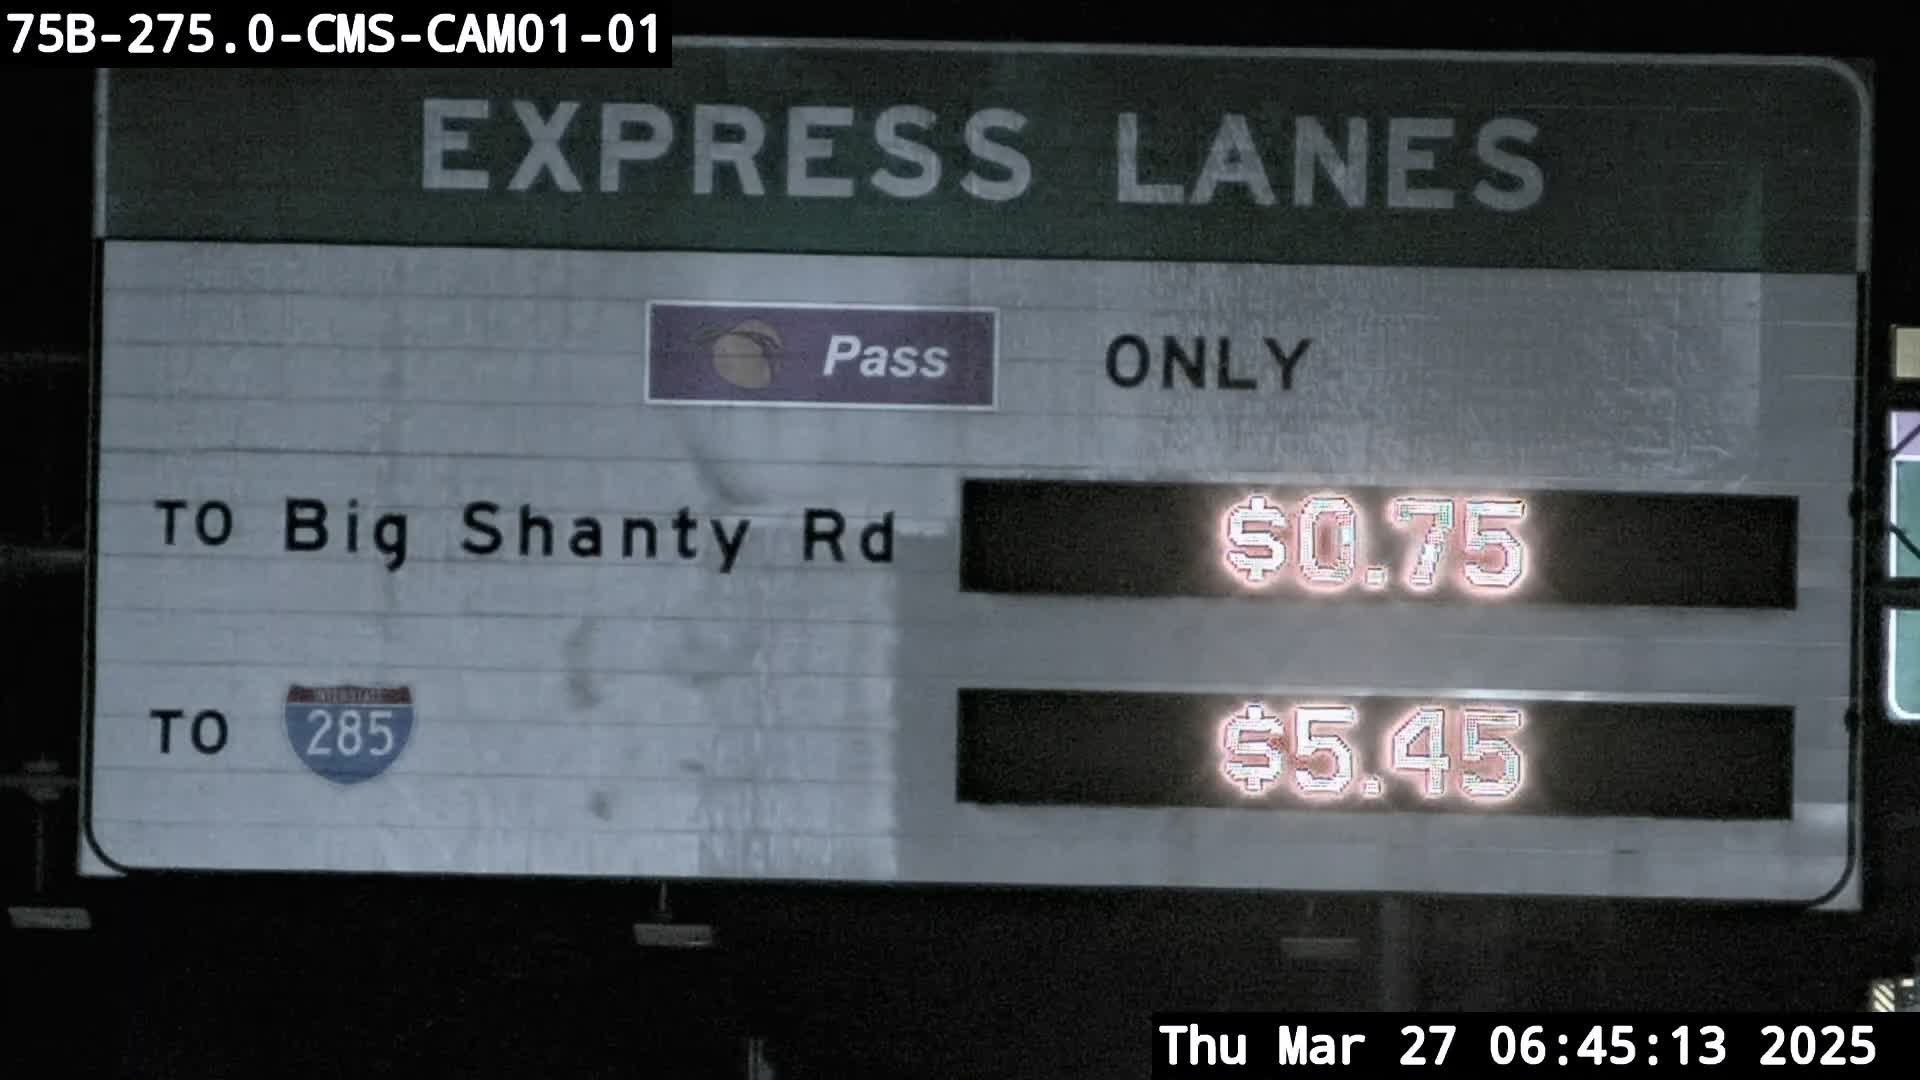 75B-275.0-CMS-CAM01-01
EXPRESS LANES
Pass ONLY
TO Big Shanty Rd $0.75
INTERSTATE
TO 285 $5.45
Thu Mar 27 06:45:13 2025